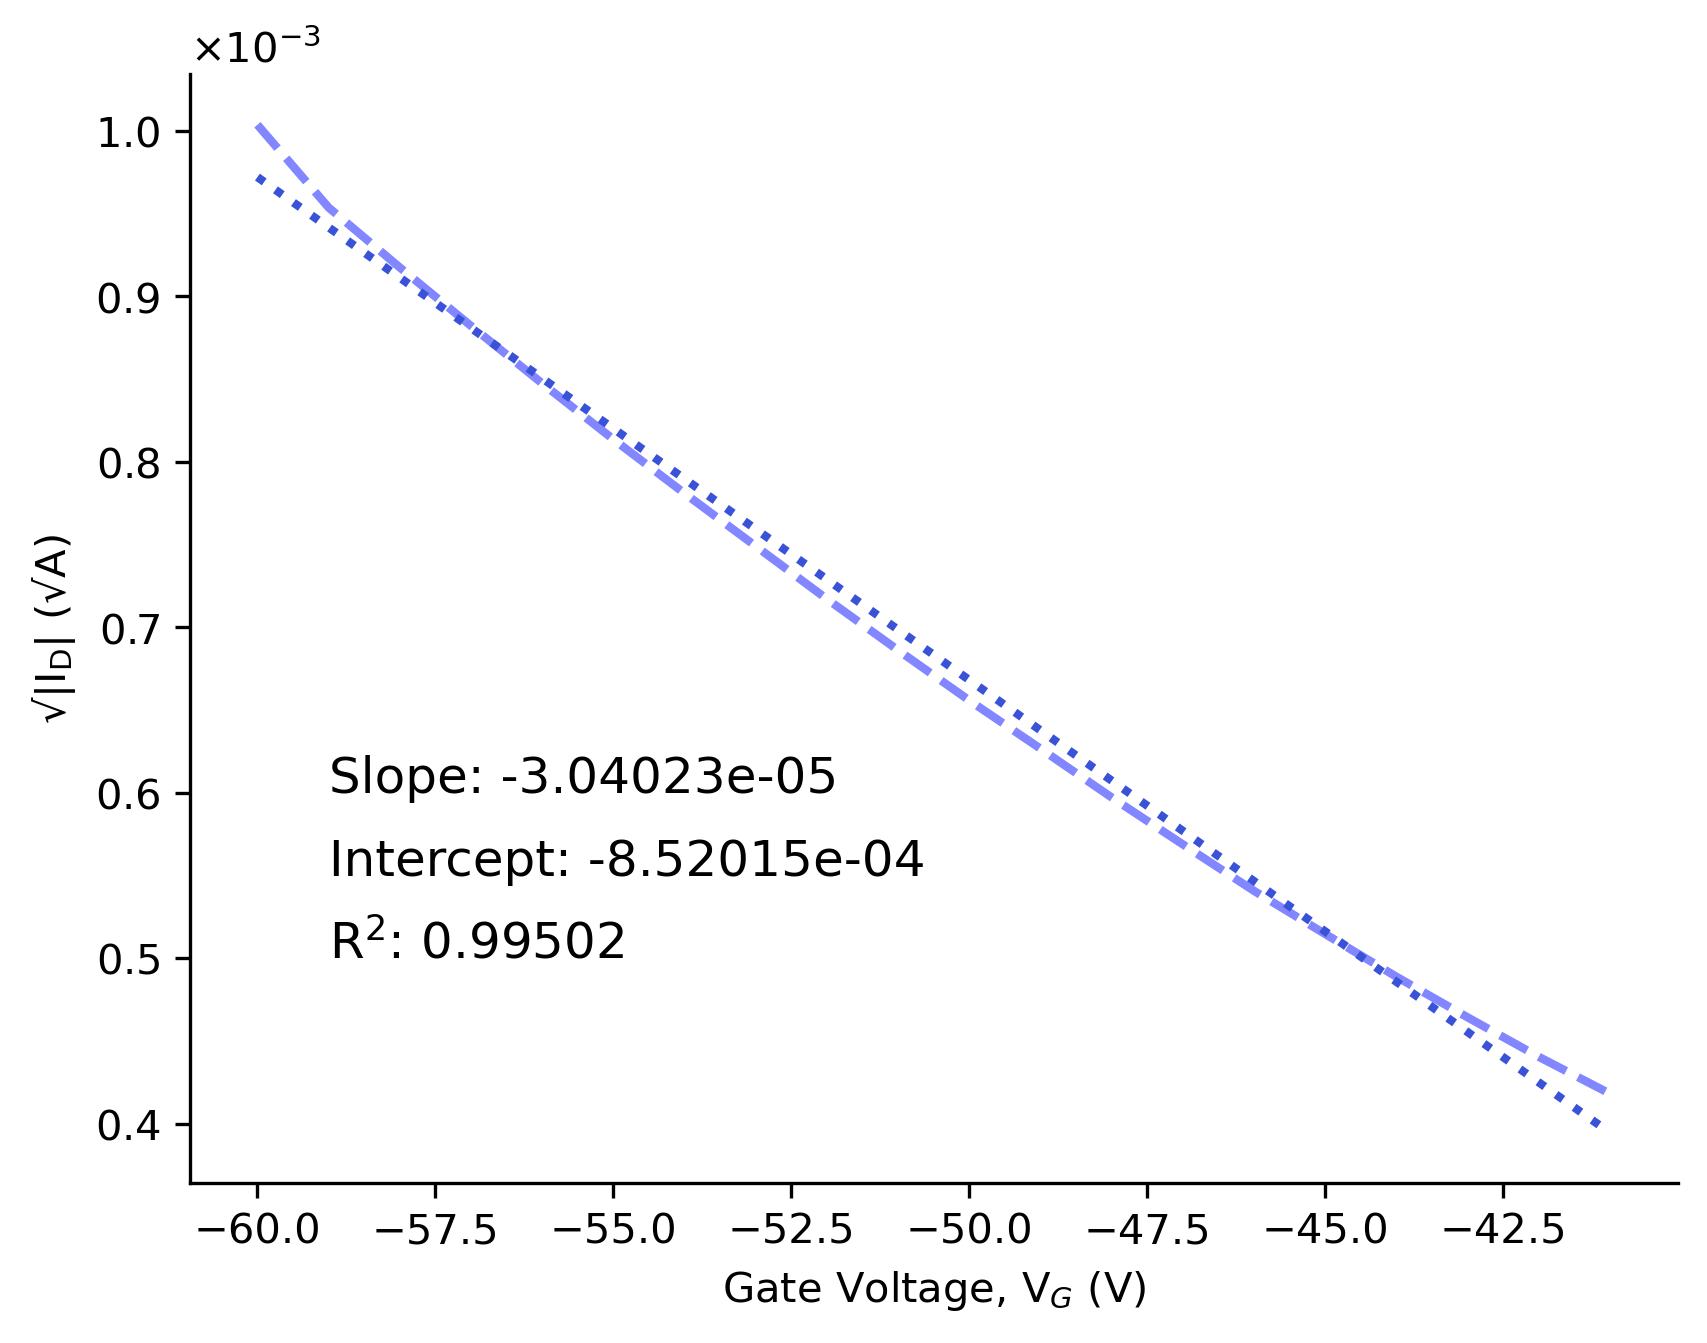 ×10⁻³
1.0
0.9
0.8
0.7
0.6
0.5
0.4
√|I_D| (√A)
Slope: -3.04023e-05
Intercept: -8.52015e-04
R²: 0.99502
−60.0 −57.5 −55.0 −52.5 −50.0 −47.5 −45.0 −42.5
Gate Voltage, V_G (V)